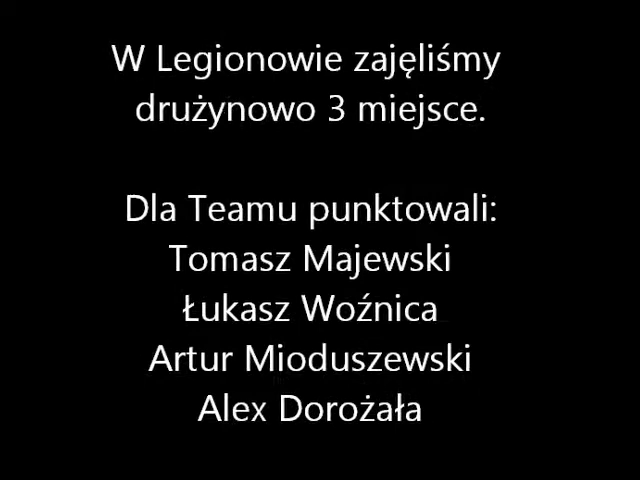 W Legionowie zajęliśmy
drużynowo 3 miejsce.
Dla Teamu punktowali:
Tomasz Majewski
Łukasz Woźnica
Artur Mioduszewski
Alex Dorożała